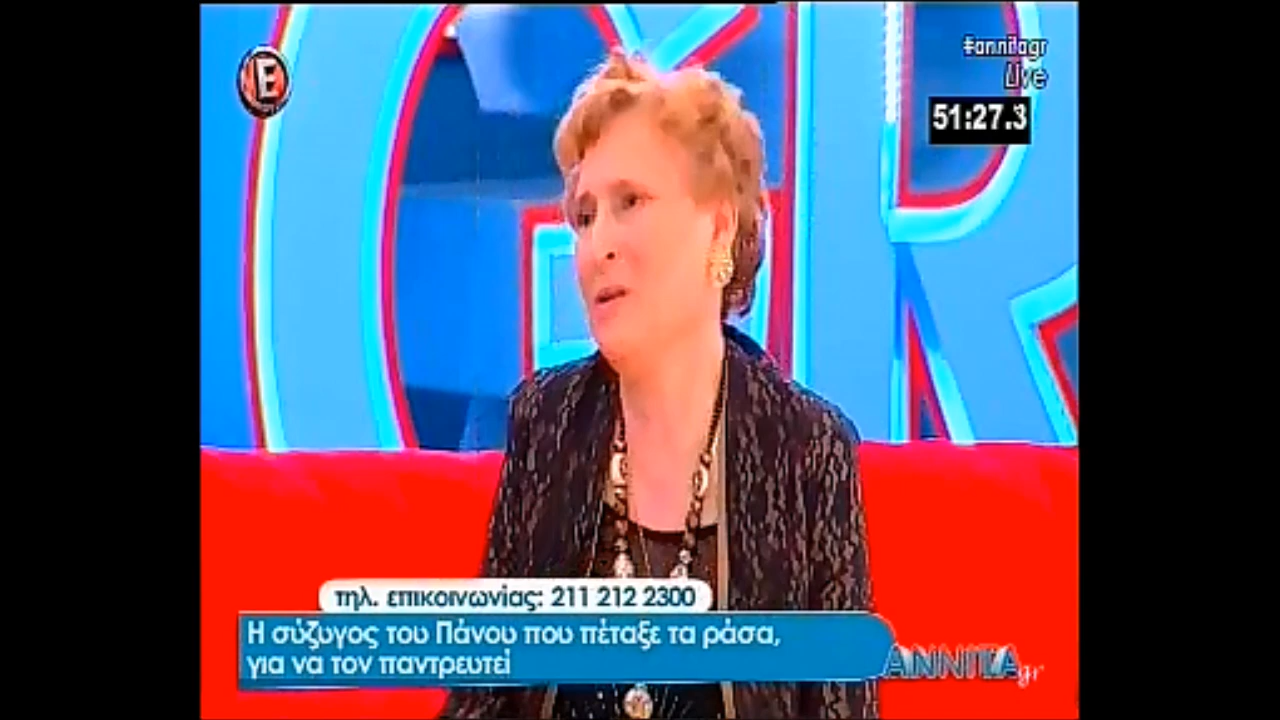 E
#annitagr
Live
51:27.3
GR
τηλ. επικοινωνίας: 211 212 2300
Η σύζυγος του Πάνου που πέταξε τα ράσα,
για να τον παντρευτεί
ANNITA gr